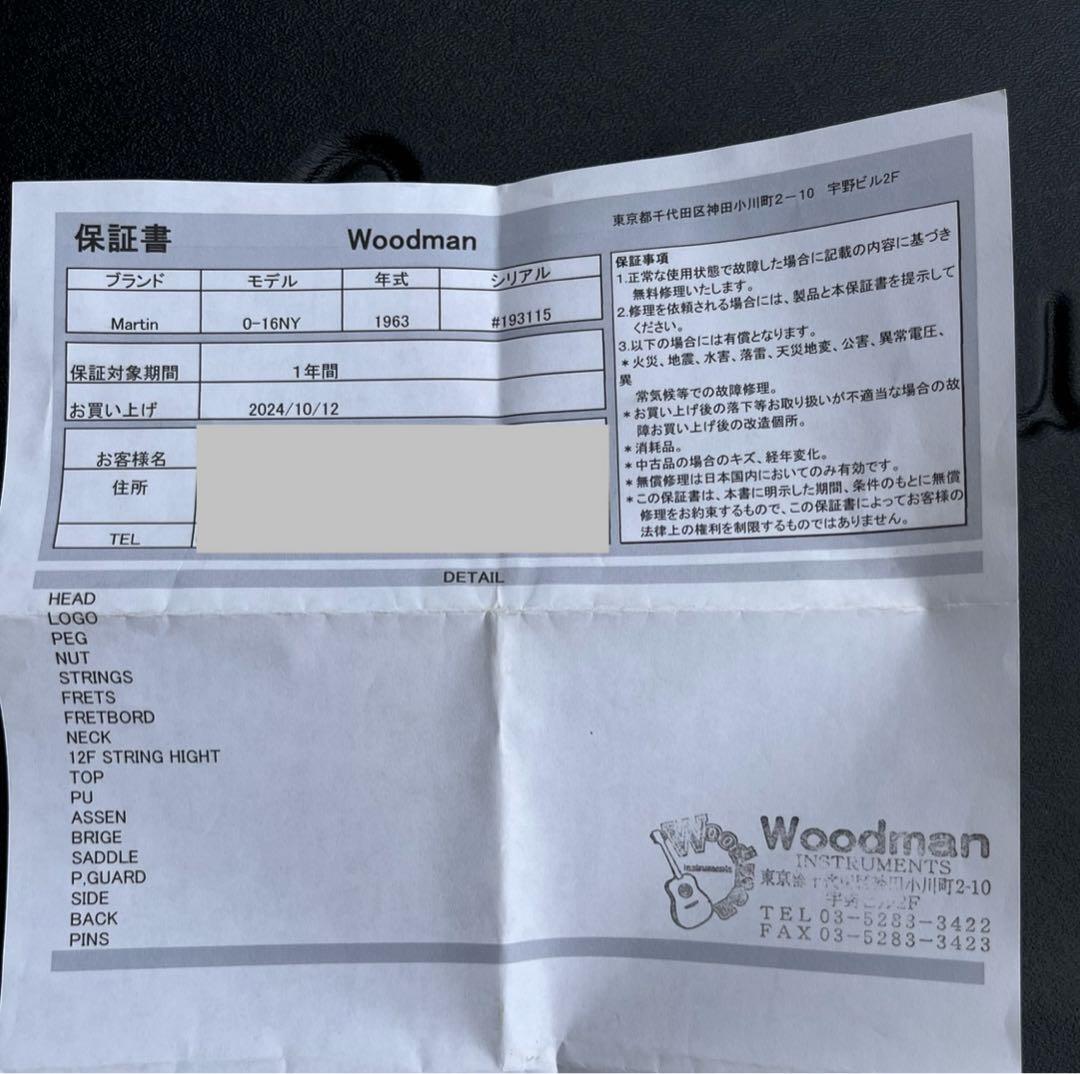 東京都千代田区神田小川町2-10 宇野ビル2F
保証書 Woodman
ブランド モデル 年式 シリアル
Martin 0-16NY 1963 #193115
保証対象期間 1年間
お買い上げ 2024/10/12
お客様名
住所
TEL
保証事項
1.正常な使用状態で故障した場合に記載の内容に基づき
無料修理いたします。
2.修理を依頼される場合には、製品と本保証書を提示して
ください。
3.以下の場合には有償となります。
*火災、地震、水害、落雷、天災地変、公害、異常電圧、
異
常気候等での故障修理。
*お買い上げ後の落下等お取り扱いが不適当な場合の故
障お買い上げ後の改造個所。
*消耗品。
*中古品の場合のキズ、経年変化。
*無償修理は日本国内においてのみ有効です。
*この保証書は、本書に明示した期間、条件のもとに無償
修理をお約束するもので、この保証書によってお客様の
法律上の権利を制限するものではありません。
DETAIL
HEAD
LOGO
PEG
NUT
STRINGS
FRETS
FRETBORD
NECK
12F STRING HIGHT
TOP
PU
ASSEN
BRIGE
SADDLE
P,GUARD
SIDE
BACK
PINS
Woodman
INSTRUMENTS
東京 小川町2-10
2F
TEL 03-5283-3422
FAX 03-5283-3423